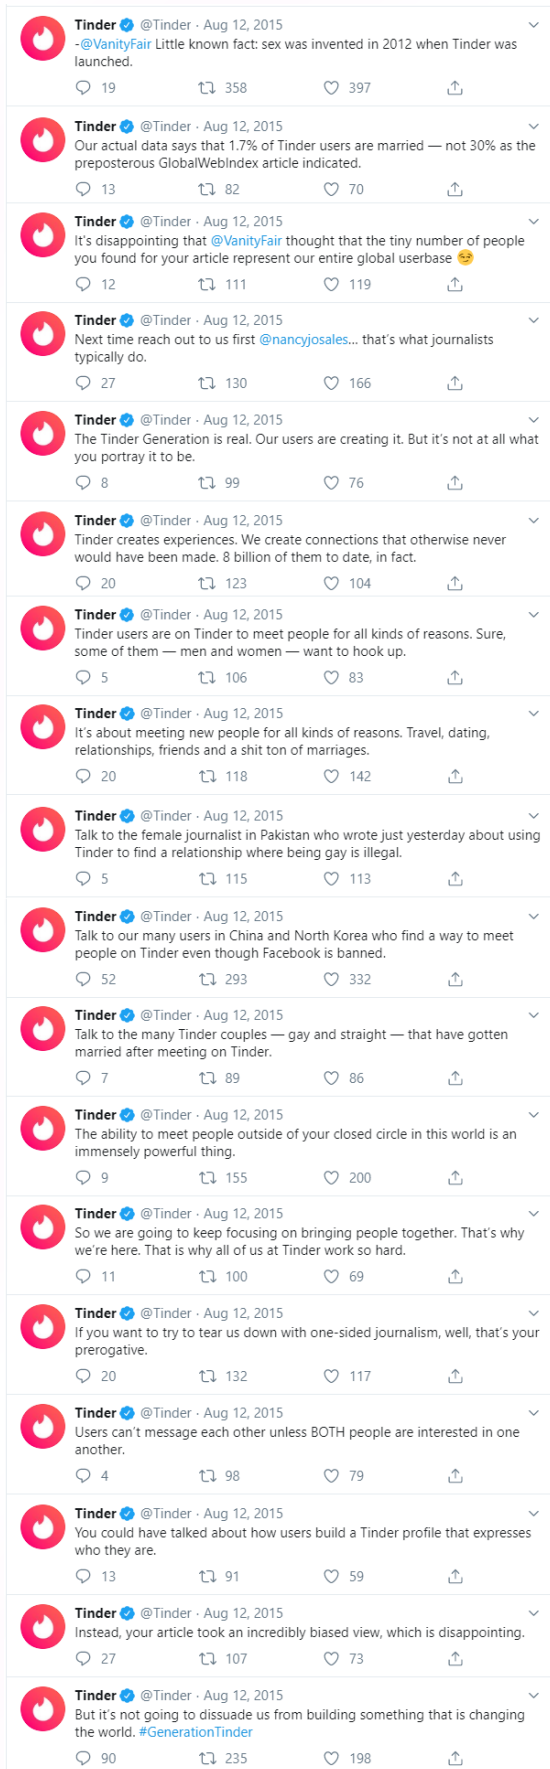 Tinder @Tinder · Aug 12, 2015
-@VanityFair Little known fact: sex was invented in 2012 when Tinder was
launched.
19 358 397
Tinder @Tinder · Aug 12, 2015
Our actual data says that 1.7% of Tinder users are married — not 30% as the
preposterous GlobalWebIndex article indicated.
13 82 70
Tinder @Tinder · Aug 12, 2015
It's disappointing that @VanityFair thought that the tiny number of people
you found for your article represent our entire global userbase 😏
12 111 119
Tinder @Tinder · Aug 12, 2015
Next time reach out to us first @nancyjosales... that's what journalists
typically do.
27 130 166
Tinder @Tinder · Aug 12, 2015
The Tinder Generation is real. Our users are creating it. But it's not at all what
you portray it to be.
8 99 76
Tinder @Tinder · Aug 12, 2015
Tinder creates experiences. We create connections that otherwise never
would have been made. 8 billion of them to date, in fact.
20 123 104
Tinder @Tinder · Aug 12, 2015
Tinder users are on Tinder to meet people for all kinds of reasons. Sure,
some of them — men and women — want to hook up.
5 106 83
Tinder @Tinder · Aug 12, 2015
It's about meeting new people for all kinds of reasons. Travel, dating,
relationships, friends and a shit ton of marriages.
20 118 142
Tinder @Tinder · Aug 12, 2015
Talk to the female journalist in Pakistan who wrote just yesterday about using
Tinder to find a relationship where being gay is illegal.
5 115 113
Tinder @Tinder · Aug 12, 2015
Talk to our many users in China and North Korea who find a way to meet
people on Tinder even though Facebook is banned.
52 293 332
Tinder @Tinder · Aug 12, 2015
Talk to the many Tinder couples — gay and straight — that have gotten
married after meeting on Tinder.
7 89 86
Tinder @Tinder · Aug 12, 2015
The ability to meet people outside of your closed circle in this world is an
immensely powerful thing.
9 155 200
Tinder @Tinder · Aug 12, 2015
So we are going to keep focusing on bringing people together. That's why
we're here. That is why all of us at Tinder work so hard.
11 100 69
Tinder @Tinder · Aug 12, 2015
If you want to try to tear us down with one-sided journalism, well, that's your
prerogative.
20 132 117
Tinder @Tinder · Aug 12, 2015
Users can't message each other unless BOTH people are interested in one
another.
4 98 79
Tinder @Tinder · Aug 12, 2015
You could have talked about how users build a Tinder profile that expresses
who they are.
13 91 59
Tinder @Tinder · Aug 12, 2015
Instead, your article took an incredibly biased view, which is disappointing.
27 107 73
Tinder @Tinder · Aug 12, 2015
But it's not going to dissuade us from building something that is changing
the world. #GenerationTinder
90 235 198